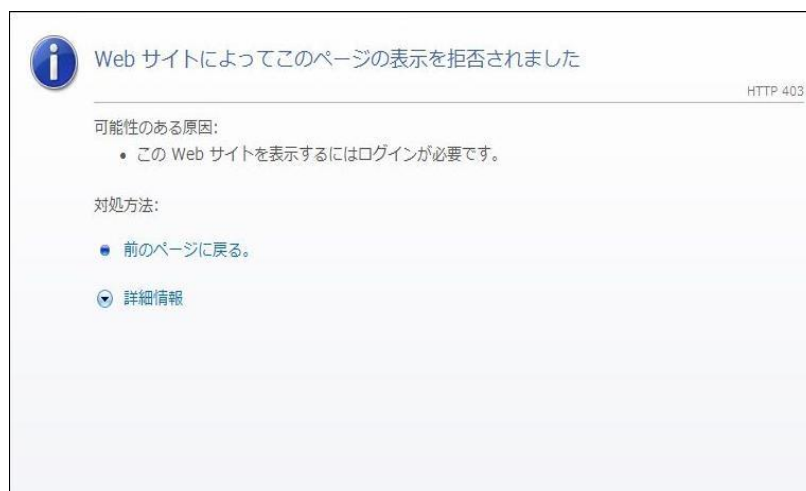 Web サイトによってこのページの表示を拒否されました
HTTP 403
可能性のある原因:
• この Web サイトを表示するにはログインが必要です。
対処方法:
前のページに戻る。
詳細情報